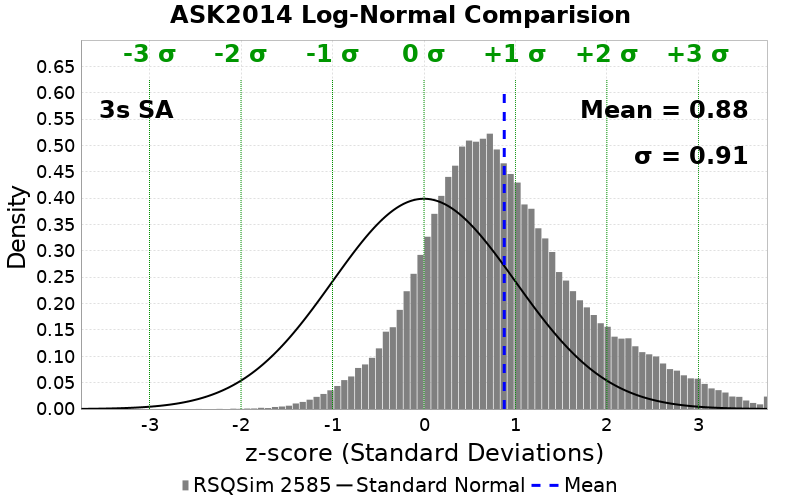 ASK2014 Log-Normal Comparision
-3 σ -2 σ -1 σ 0 σ +1 σ +2 σ +3 σ
3s SA
Mean = 0.88
σ = 0.91
Density
0.65
0.60
0.55
0.50
0.45
0.40
0.35
0.30
0.25
0.20
0.15
0.10
0.05
0.00
-3 -2 -1 0 1 2 3
z-score (Standard Deviations)
RSQSim 2585 Standard Normal Mean